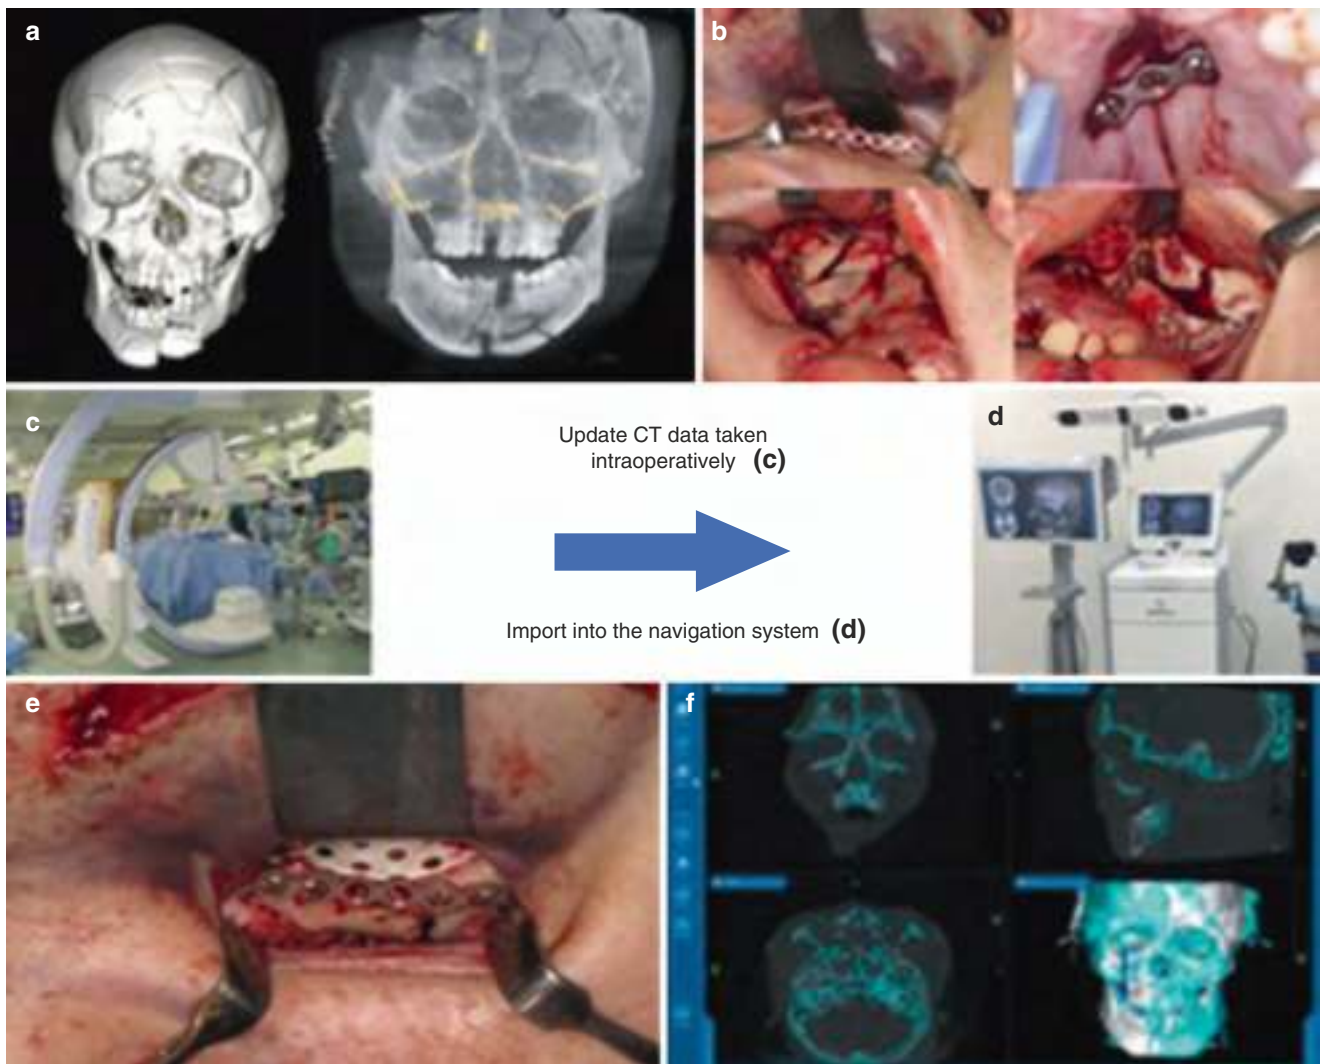 a
b
c
Update CT data taken
intraoperatively (c)
Import into the navigation system (d)
d
e
f